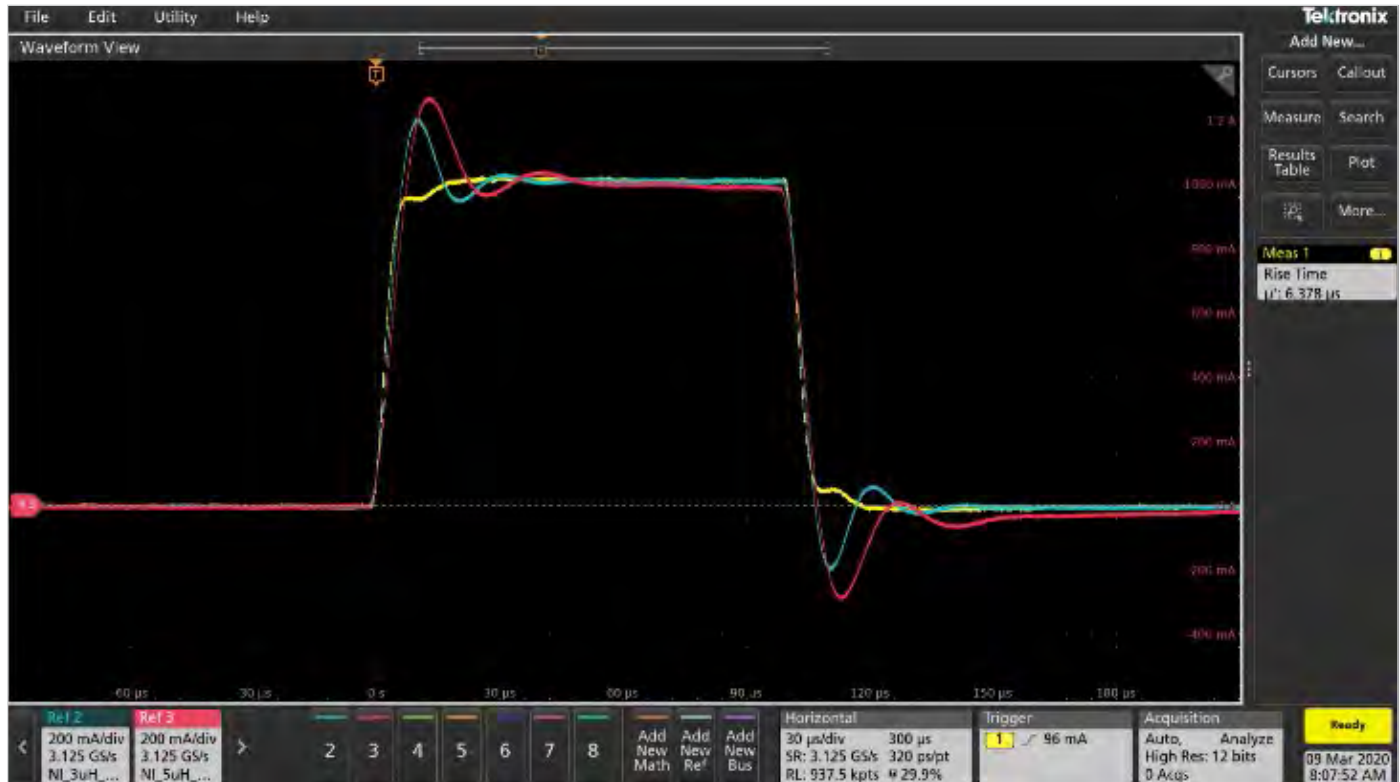 File Edit Utility Help
Tektronix
Waveform View
Add New...
Cursors Callout
Measure Search
Results Table Plot
More...
Meas 1 1
Rise Time
µ': 6.378 µs
T
1.2 A
1000 mA
800 mA
600 mA
400 mA
200 mA
-200 mA
-400 mA
-60 µs
-30 µs
0 s
30 µs
60 µs
90 µs
120 µs
150 µs
180 µs
Ref 2
200 mA/div
3.125 GS/s
NI_3uH_...
Ref 3
200 mA/div
3.125 GS/s
NI_5uH_...
2 3 4 5 6 7 8
Add New Math
Add New Ref
Add New Bus
Horizontal
30 µs/div 300 µs
SR: 3.125 GS/s 320 ps/pt
RL: 937.5 kpts 29.9%
Trigger
1 96 mA
Acquisition
Auto, Analyze
High Res: 12 bits
0 Acqs
Ready
09 Mar 2020
8:07:52 AM